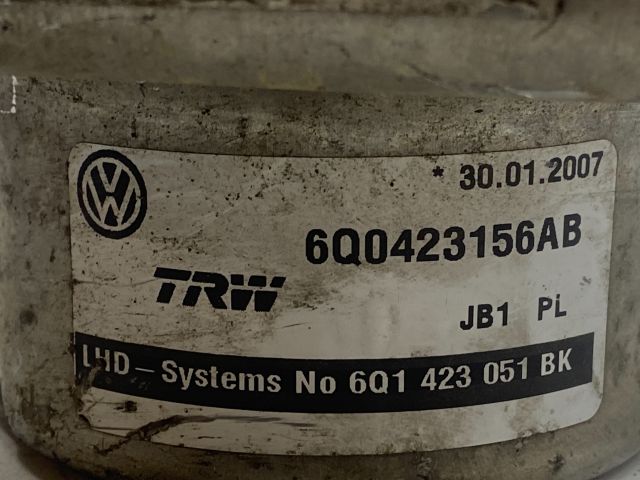 * 30.01.2007
6Q0423156AB
TRW
JB1 PL
LHD - Systems No 6Q1 423 051 BK